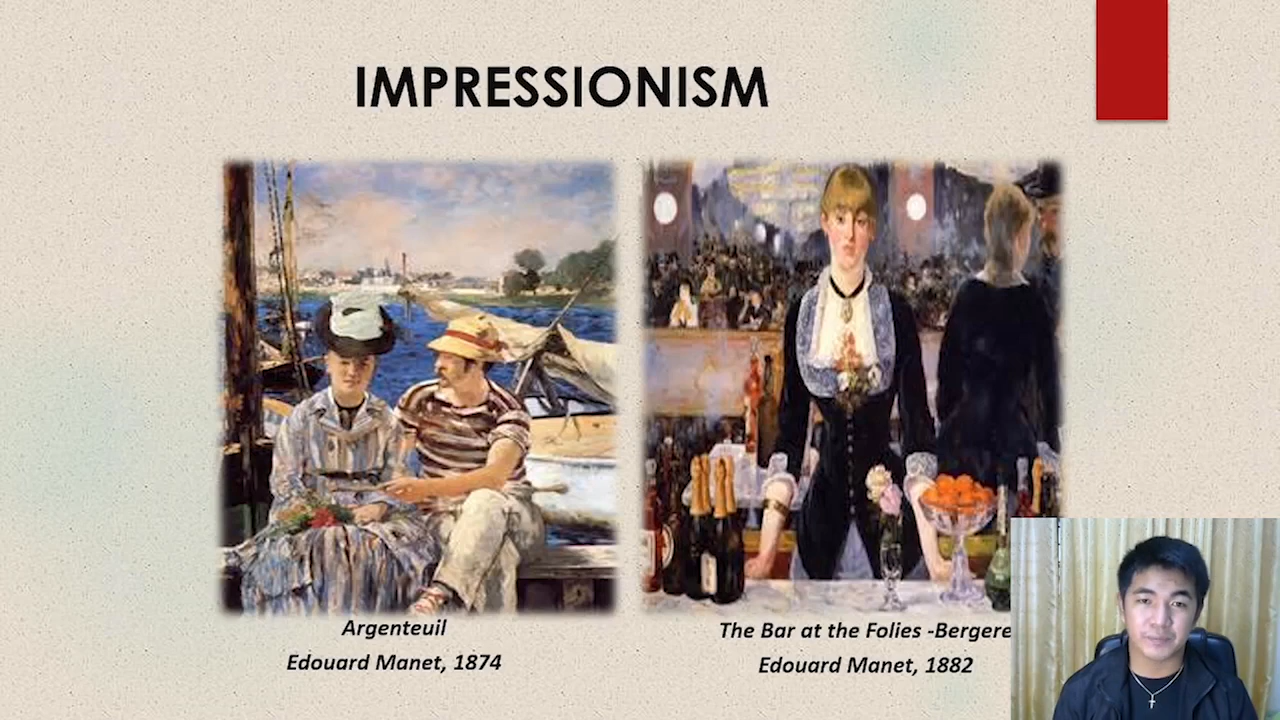 IMPRESSIONISM
Argenteuil
Edouard Manet, 1874
The Bar at the Folies -Bergere
Edouard Manet, 1882